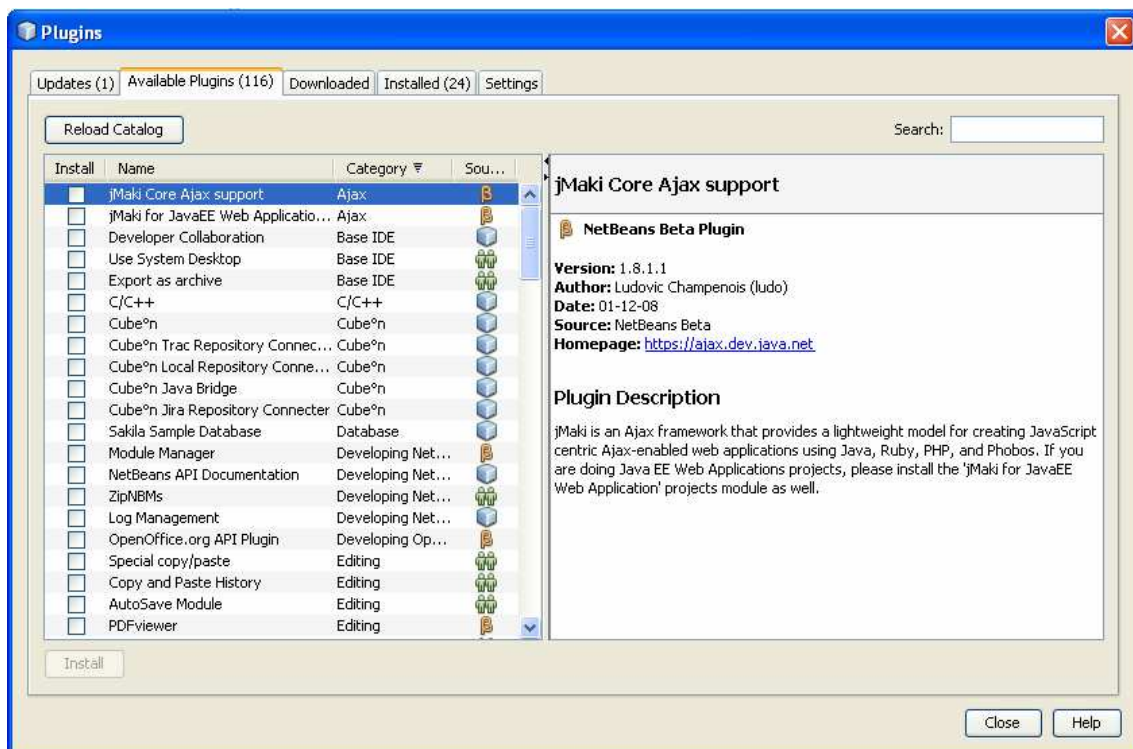 Plugins
Updates (1) Available Plugins (116) Downloaded Installed (24) Settings
Reload Catalog Search:
Install Name Category Sou...
jMaki Core Ajax support Ajax
jMaki for JavaEE Web Applicatio... Ajax
Developer Collaboration Base IDE
Use System Desktop Base IDE
Export as archive Base IDE
C/C++ C/C++
Cube°n Cube°n
Cube°n Trac Repository Connec... Cube°n
Cube°n Local Repository Conne... Cube°n
Cube°n Java Bridge Cube°n
Cube°n Jira Repository Connecter Cube°n
Sakila Sample Database Database
Module Manager Developing Net...
NetBeans API Documentation Developing Net...
ZipNBMs Developing Net...
Log Management Developing Net...
OpenOffice.org API Plugin Developing Op...
Special copy/paste Editing
Copy and Paste History Editing
AutoSave Module Editing
PDFviewer Editing
jMaki Core Ajax support
β NetBeans Beta Plugin
Version: 1.8.1.1
Author: Ludovic Champenois (ludo)
Date: 01-12-08
Source: NetBeans Beta
Homepage: https://ajax.dev.java.net
Plugin Description
jMaki is an Ajax framework that provides a lightweight model for creating JavaScript
centric Ajax-enabled web applications using Java, Ruby, PHP, and Phobos. If you
are doing Java EE Web Applications projects, please install the 'jMaki for JavaEE
Web Application' projects module as well.
Install
Close Help